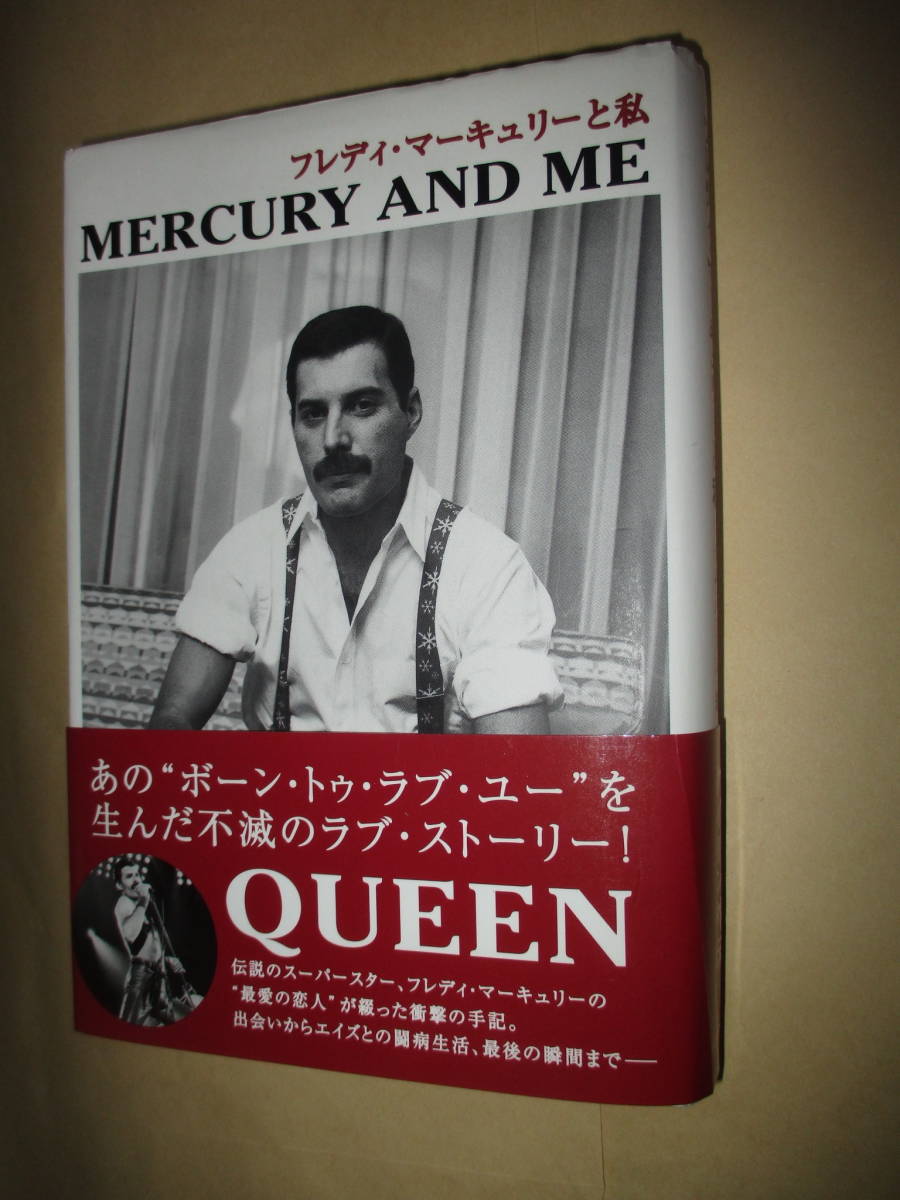 フレディ・マーキュリーと私
MERCURY AND ME
あの“ボーン・トゥ・ラブ・ユー”を
生んだ不滅のラブ・ストーリー!
QUEEN
伝説のスーパースター、フレディ・マーキュリーの
“最愛の恋人”が綴った衝撃の手記。
出会いからエイズとの闘病生活、最後の瞬間まで──